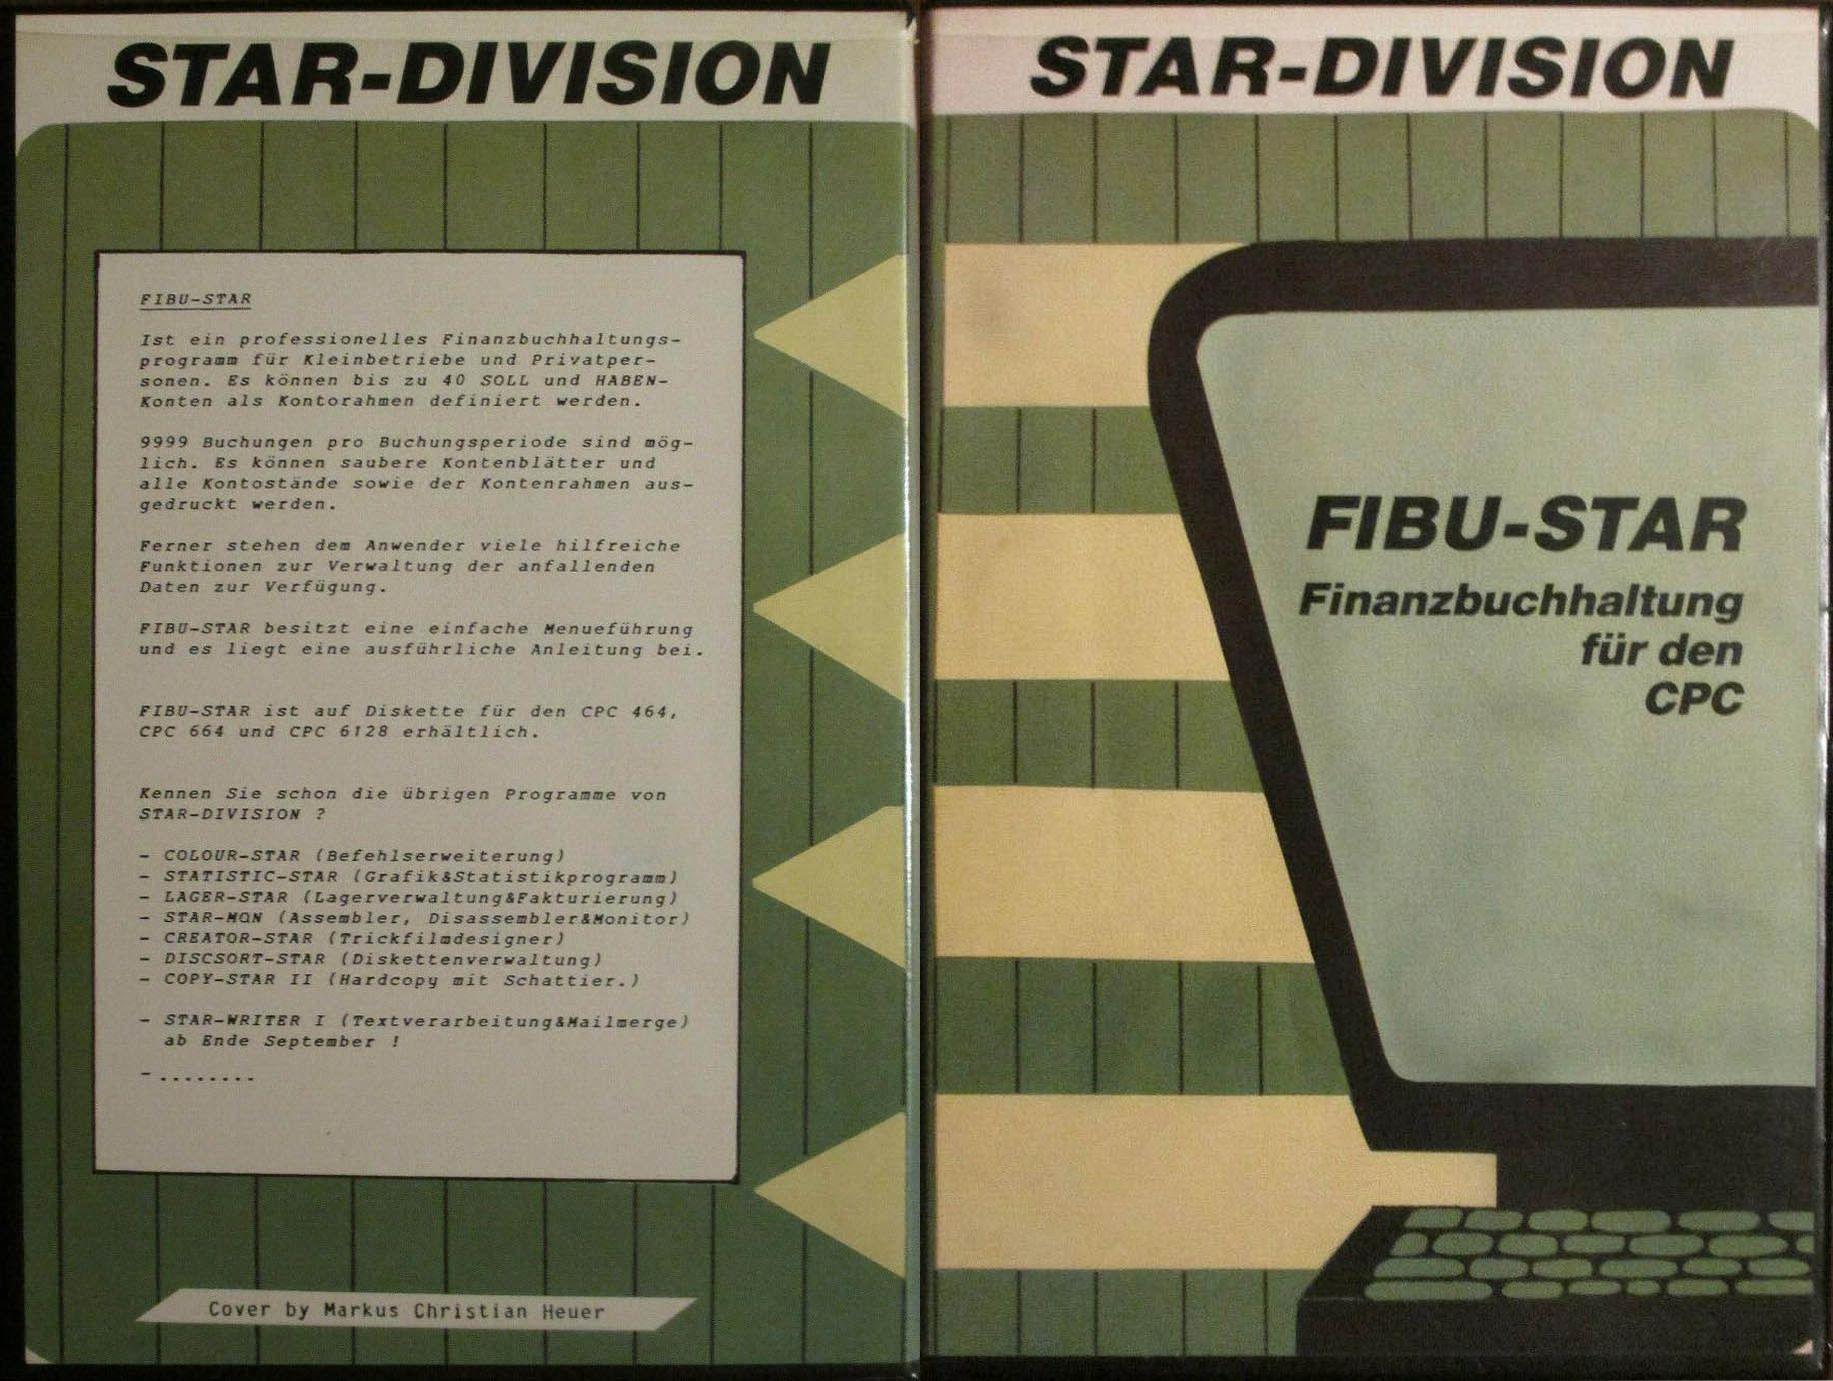 STAR-DIVISION
FIBU-STAR
Ist ein professionelles Finanzbuchhaltungs-
programm für Kleinbetriebe und Privatper-
sonen. Es können bis zu 40 SOLL und HABEN-
Konten als Kontorahmen definiert werden.
9999 Buchungen pro Buchungsperiode sind mög-
lich. Es können saubere Kontenblätter und
alle Kontostände sowie der Kontenrahmen aus-
gedruckt werden.
Ferner stehen dem Anwender viele hilfreiche
Funktionen zur Verwaltung der anfallenden
Daten zur Verfügung.
FIBU-STAR besitzt eine einfache Menueführung
und es liegt eine ausführliche Anleitung bei.
FIBU-STAR ist auf Diskette für den CPC 464,
CPC 664 und CPC 6128 erhältlich.
Kennen Sie schon die übrigen Programme von
STAR-DIVISION ?
- COLOUR-STAR (Befehlserweiterung)
- STATISTIC-STAR (Grafik&Statistikprogramm)
- LAGER-STAR (Lagerverwaltung&Fakturierung)
- STAR-MON (Assembler, Disassembler&Monitor)
- CREATOR-STAR (Trickfilmdesigner)
- DISCSORT-STAR (Diskettenverwaltung)
- COPY-STAR II (Hardcopy mit Schattier.)
- STAR-WRITER I (Textverarbeitung&Mailmerge)
ab Ende September !
- ........
Cover by Markus Christian Heuer
STAR-DIVISION
FIBU-STAR
Finanzbuchhaltung
für den
CPC